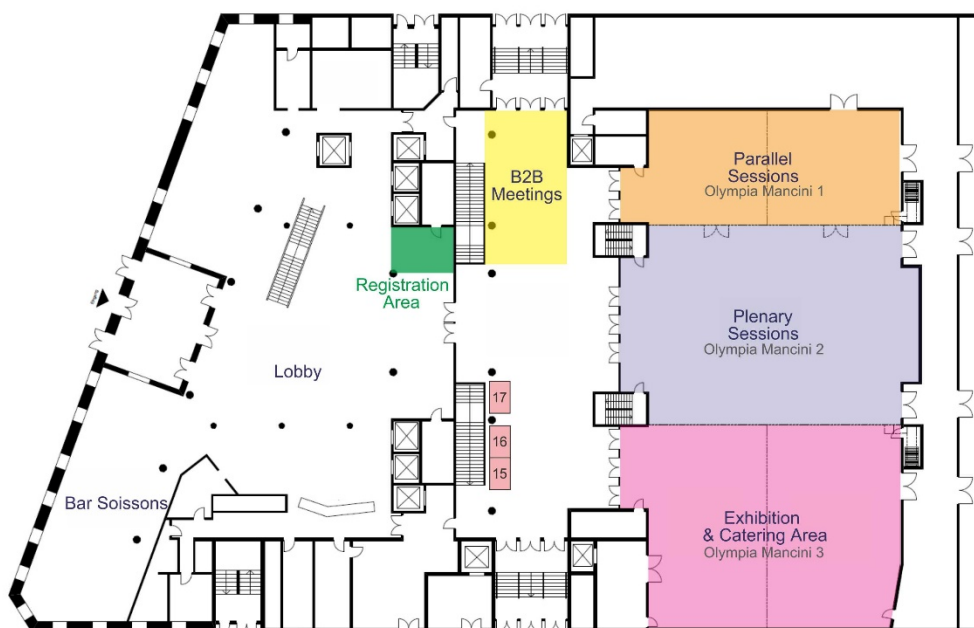 Parallel
Sessions
Olympia Mancini 1
B2B
Meetings
Registration
Area
Plenary
Sessions
Olympia Mancini 2
Lobby
17
16
15
Bar Soissons
Exhibition
& Catering Area
Olympia Mancini 3